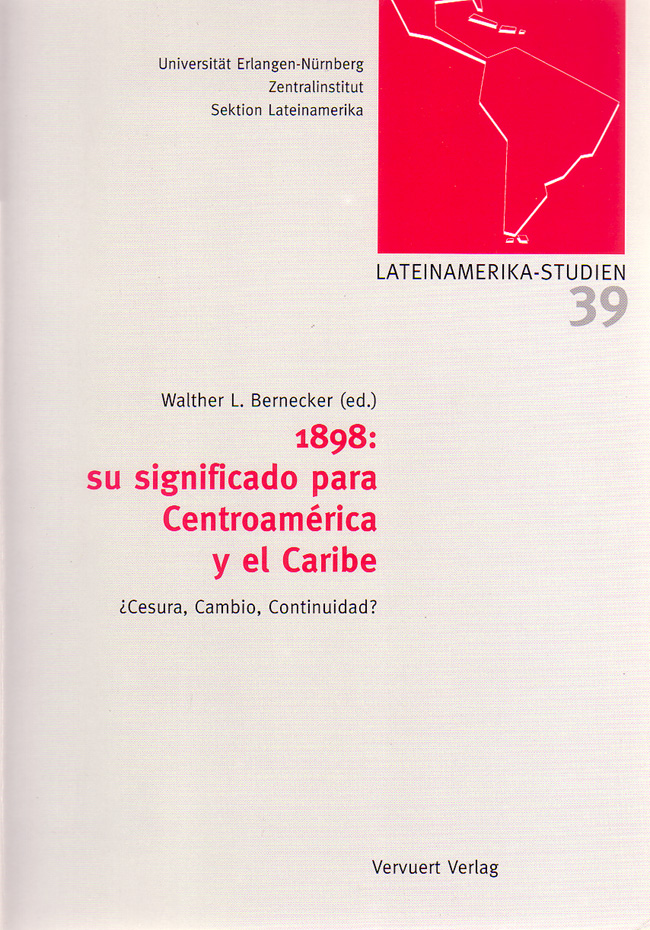 Universität Erlangen-Nürnberg
Zentralinstitut
Sektion Lateinamerika
LATEINAMERIKA-STUDIEN
39
Walther L. Bernecker (ed.)
1898:
su significado para
Centroamérica
y el Caribe
¿Cesura, Cambio, Continuidad?
Vervuert Verlag